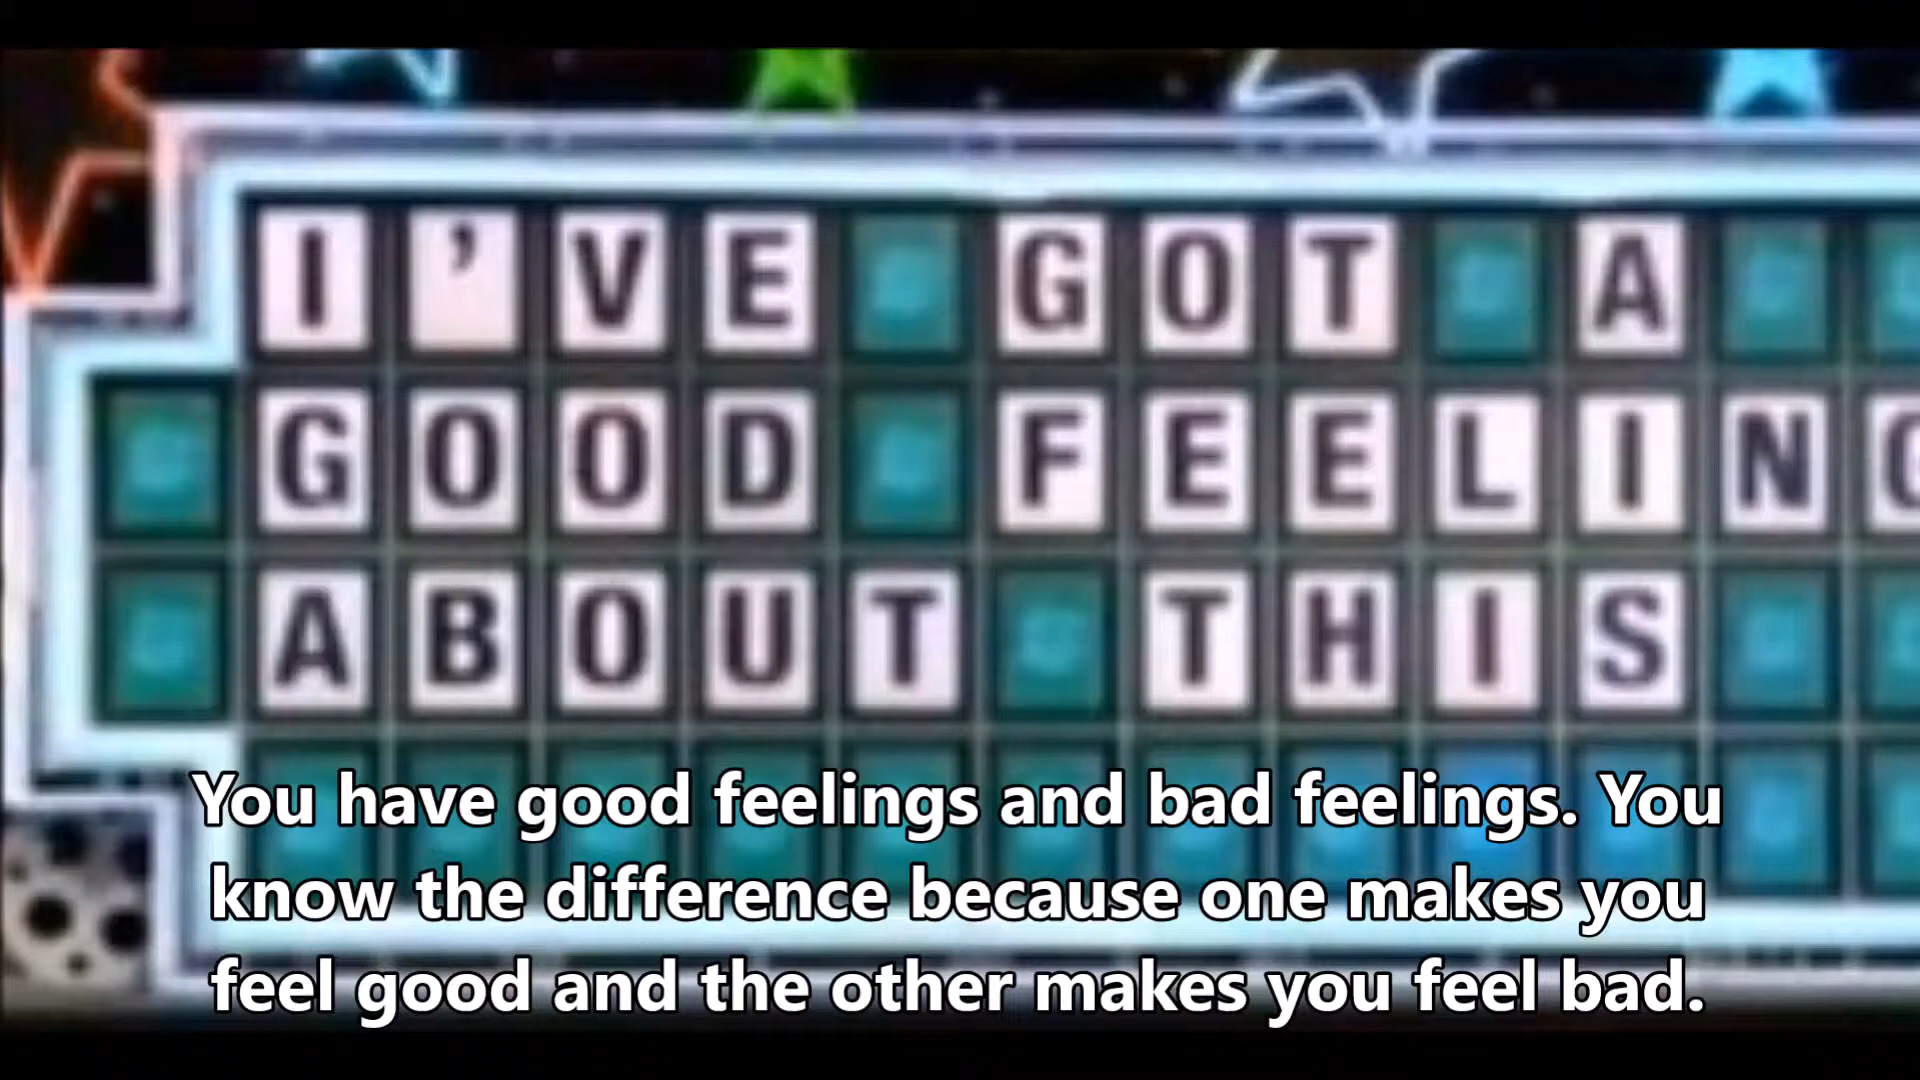 I'VE GOT A
GOOD FEELING
ABOUT THIS
You have good feelings and bad feelings. You
know the difference because one makes you
feel good and the other makes you feel bad.